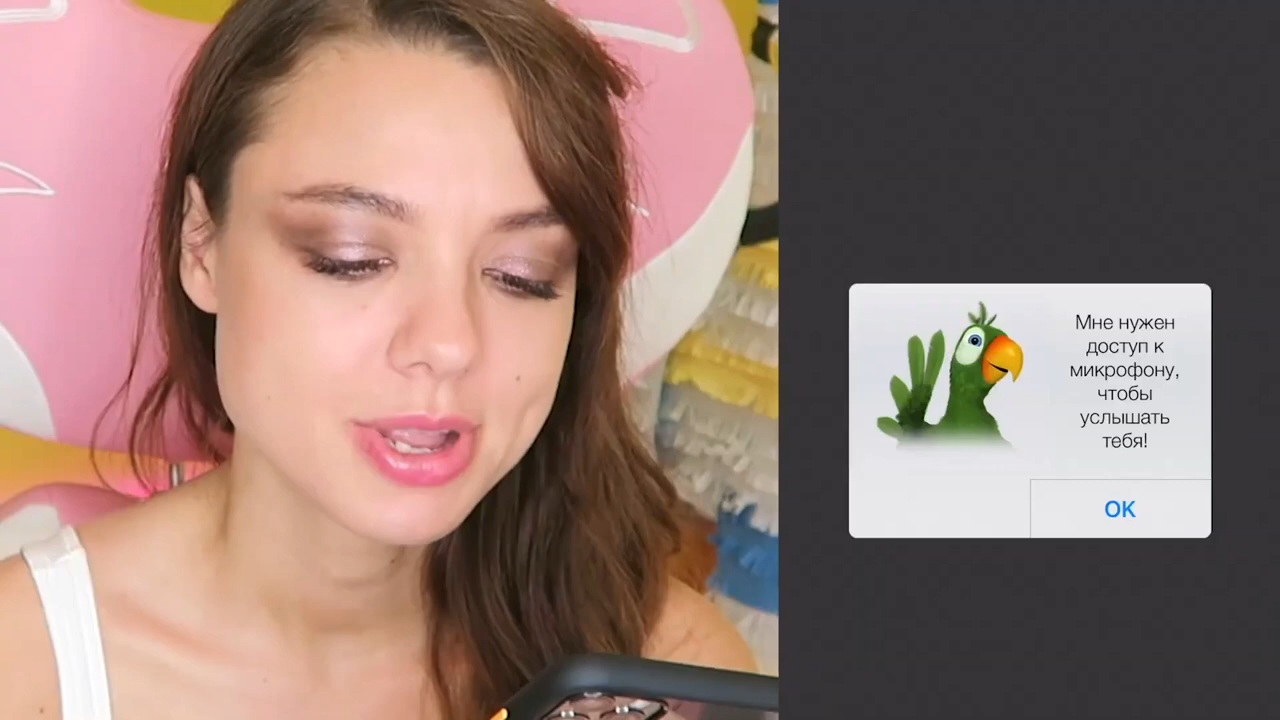 Мне нужен
доступ к
микрофону,
чтобы
услышать
тебя!
OK